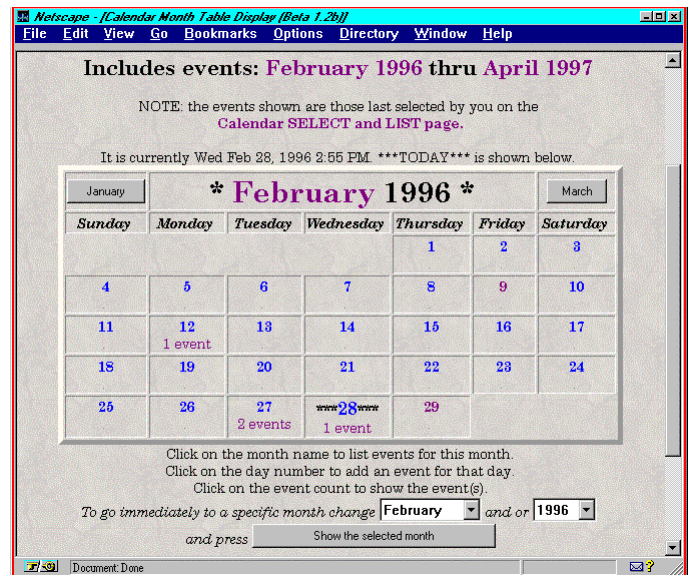 Netscape - [Calendar Month Table Display (Beta 1.2b)]
File Edit View Go Bookmarks Options Directory Window Help
Includes events: February 1996 thru April 1997
NOTE: the events shown are those last selected by you on the
Calendar SELECT and LIST page.
It is currently Wed Feb 28, 1996 2:55 PM. ***TODAY*** is shown below.
January * February 1996 * March
Sunday Monday Tuesday Wednesday Thursday Friday Saturday
1 2 3
4 5 6 7 8 9 10
11 12 13 14 15 16 17
1 event
18 19 20 21 22 23 24
25 26 27 ***28*** 29
2 events 1 event
Click on the month name to list events for this month.
Click on the day number to add an event for that day.
Click on the event count to show the event(s).
To go immediately to a specific month change February and or 1996
and press Show the selected month
Document: Done